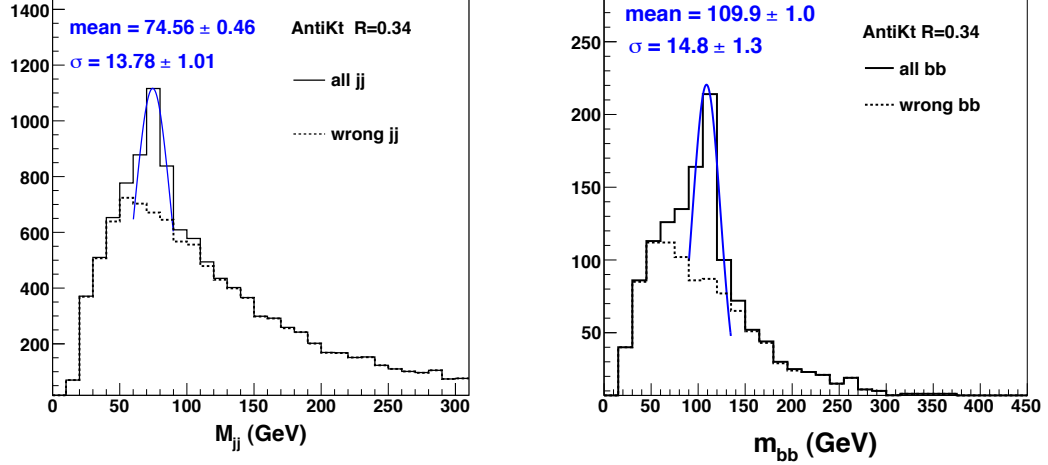 mean = 74.56 ± 0.46
σ = 13.78 ± 1.01
AntiKt R=0.34
all jj
wrong jj
1400
1200
1000
800
600
400
200
0 50 100 150 200 250 300
M_jj (GeV)
mean = 109.9 ± 1.0
σ = 14.8 ± 1.3
AntiKt R=0.34
all bb
wrong bb
250
200
150
100
50
0 50 100 150 200 250 300 350 400 450
m_bb (GeV)